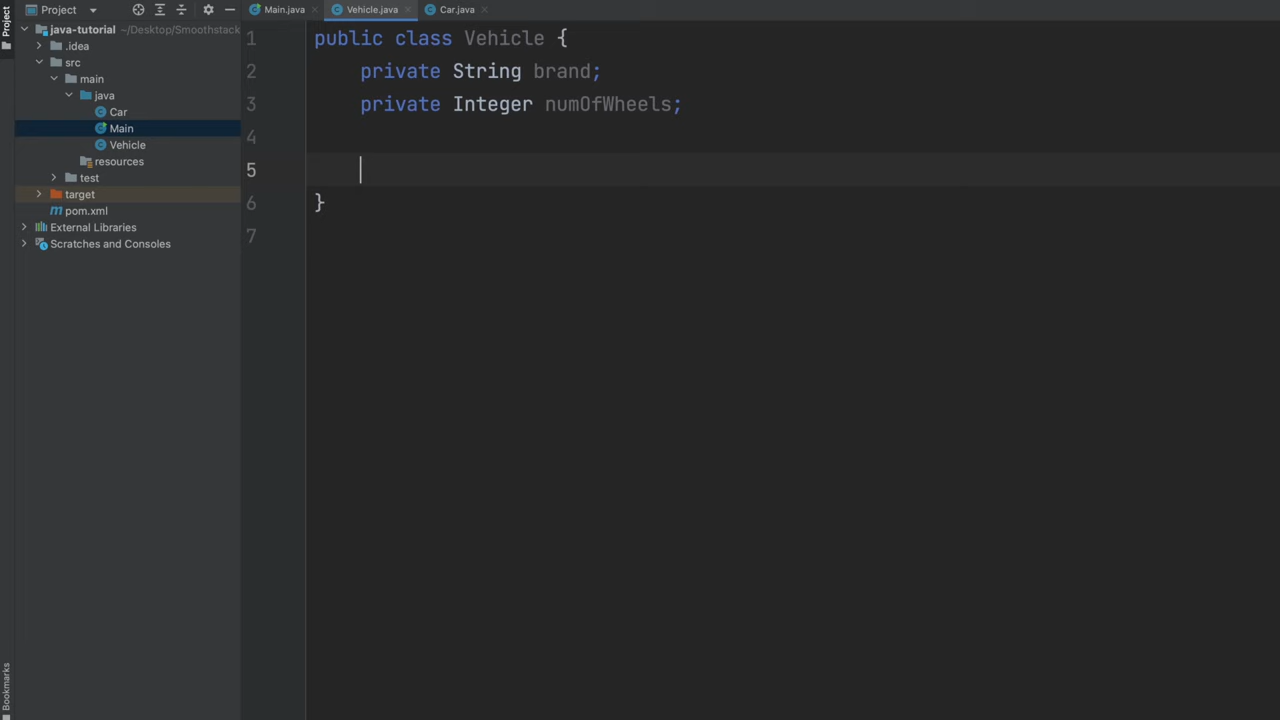 Project
Main.java
Vehicle.java
Car.java
java-tutorial ~/Desktop/Smoothstack
.idea
src
main
java
Car
Main
Vehicle
resources
test
target
pom.xml
External Libraries
Scratches and Consoles
Project
Bookmarks
1 public class Vehicle {
2 private String brand;
3 private Integer numOfWheels;
4
5
6 }
7